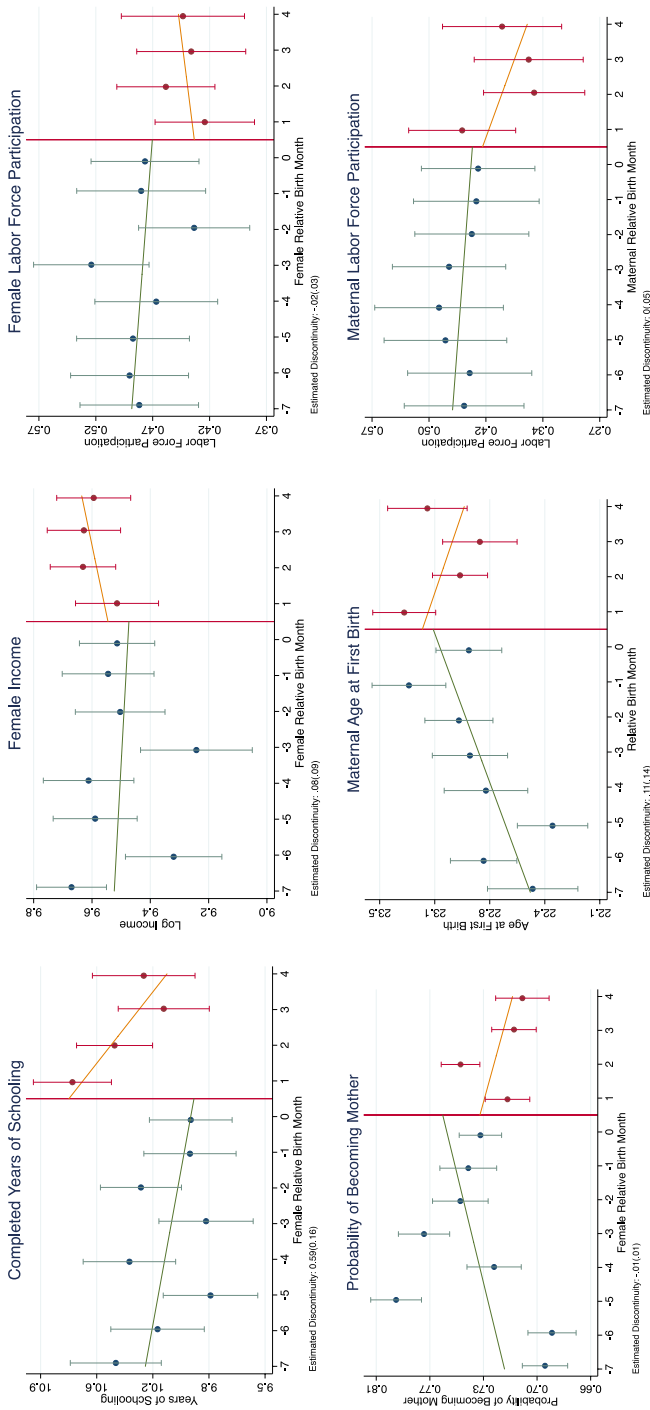 Completed Years of Schooling
Years of Schooling
10.9
10.6
10.2
9.8
9.5
-7 -6 -5 -4 -3 -2 -1 0 1 2 3 4
Female Relative Birth Month
Estimated Discontinuity: 0.59(0.16)
Female Income
Log Income
9.8
9.6
9.4
9.2
9.0
-7 -6 -5 -4 -3 -2 -1 0 1 2 3 4
Female Relative Birth Month
Estimated Discontinuity: .08(.09)
Female Labor Force Participation
Labor Force Participation
0.57
0.52
0.47
0.42
0.37
-7 -6 -5 -4 -3 -2 -1 0 1 2 3 4
Female Relative Birth Month
Estimated Discontinuity: -.02(.03)
Probability of Becoming Mother
Probability of Becoming Mother
0.81
0.77
0.73
0.70
0.66
-7 -6 -5 -4 -3 -2 -1 0 1 2 3 4
Female Relative Birth Month
Estimated Discontinuity: -.01(.01)
Maternal Age at First Birth
Age at First Birth
23.5
23.1
22.8
22.4
22.1
-7 -6 -5 -4 -3 -2 -1 0 1 2 3 4
Relative Birth Month
Estimated Discontinuity: .11(.14)
Maternal Labor Force Participation
Labor Force Participation
0.57
0.50
0.42
0.34
0.27
-7 -6 -5 -4 -3 -2 -1 0 1 2 3 4
Maternal Relative Birth Month
Estimated Discontinuity: 0(.05)